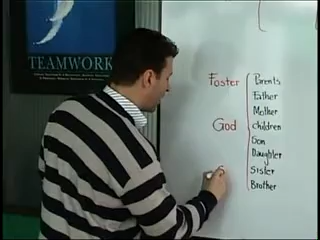 TEAMWORK
Foster
Parents
Father
Mother
God
Children
Son
Daughter
Sister
Brother
S